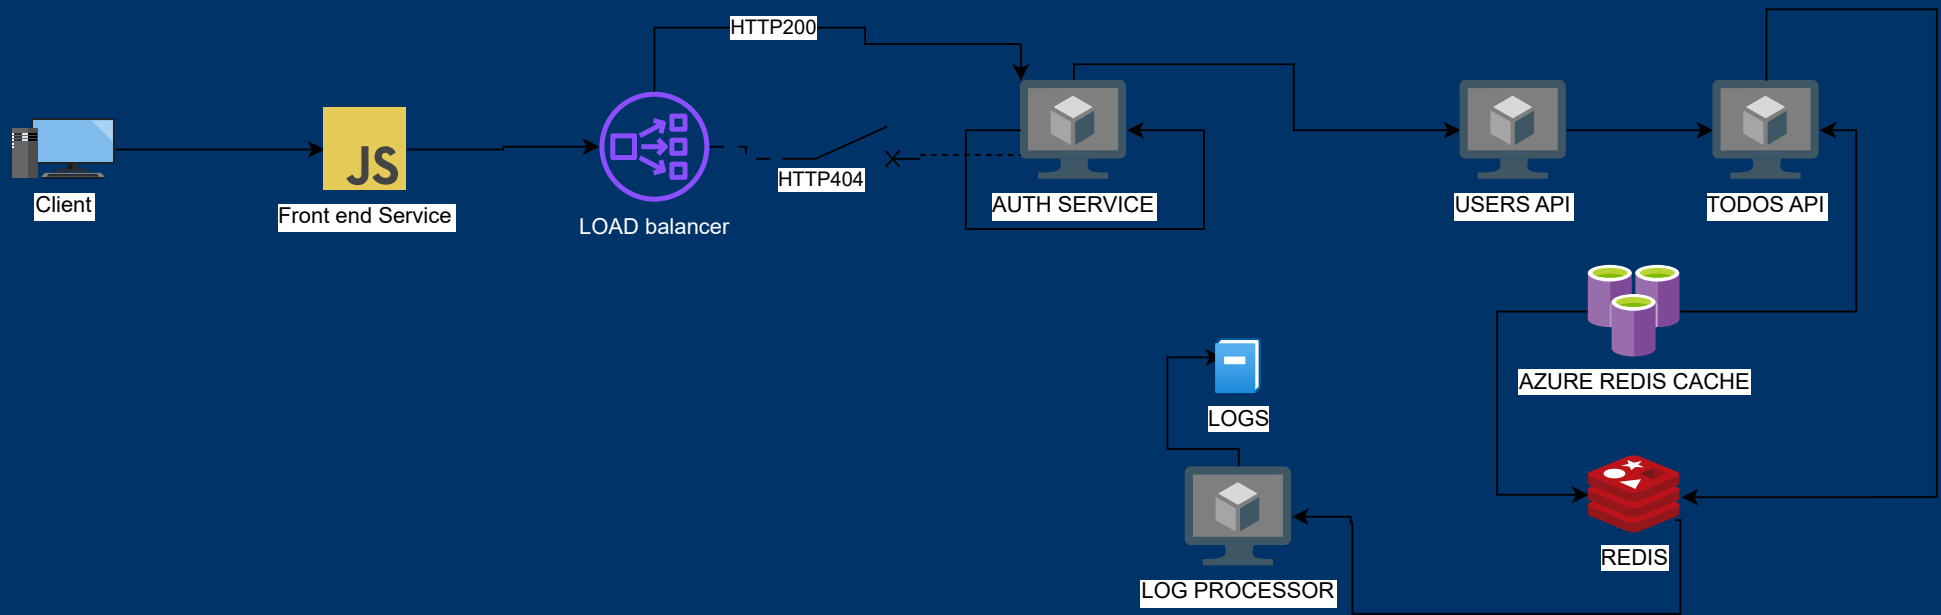 HTTP200
JS
HTTP404
Client
Front end Service
LOAD balancer
AUTH SERVICE
USERS API
TODOS API
AZURE REDIS CACHE
LOGS
REDIS
LOG PROCESSOR